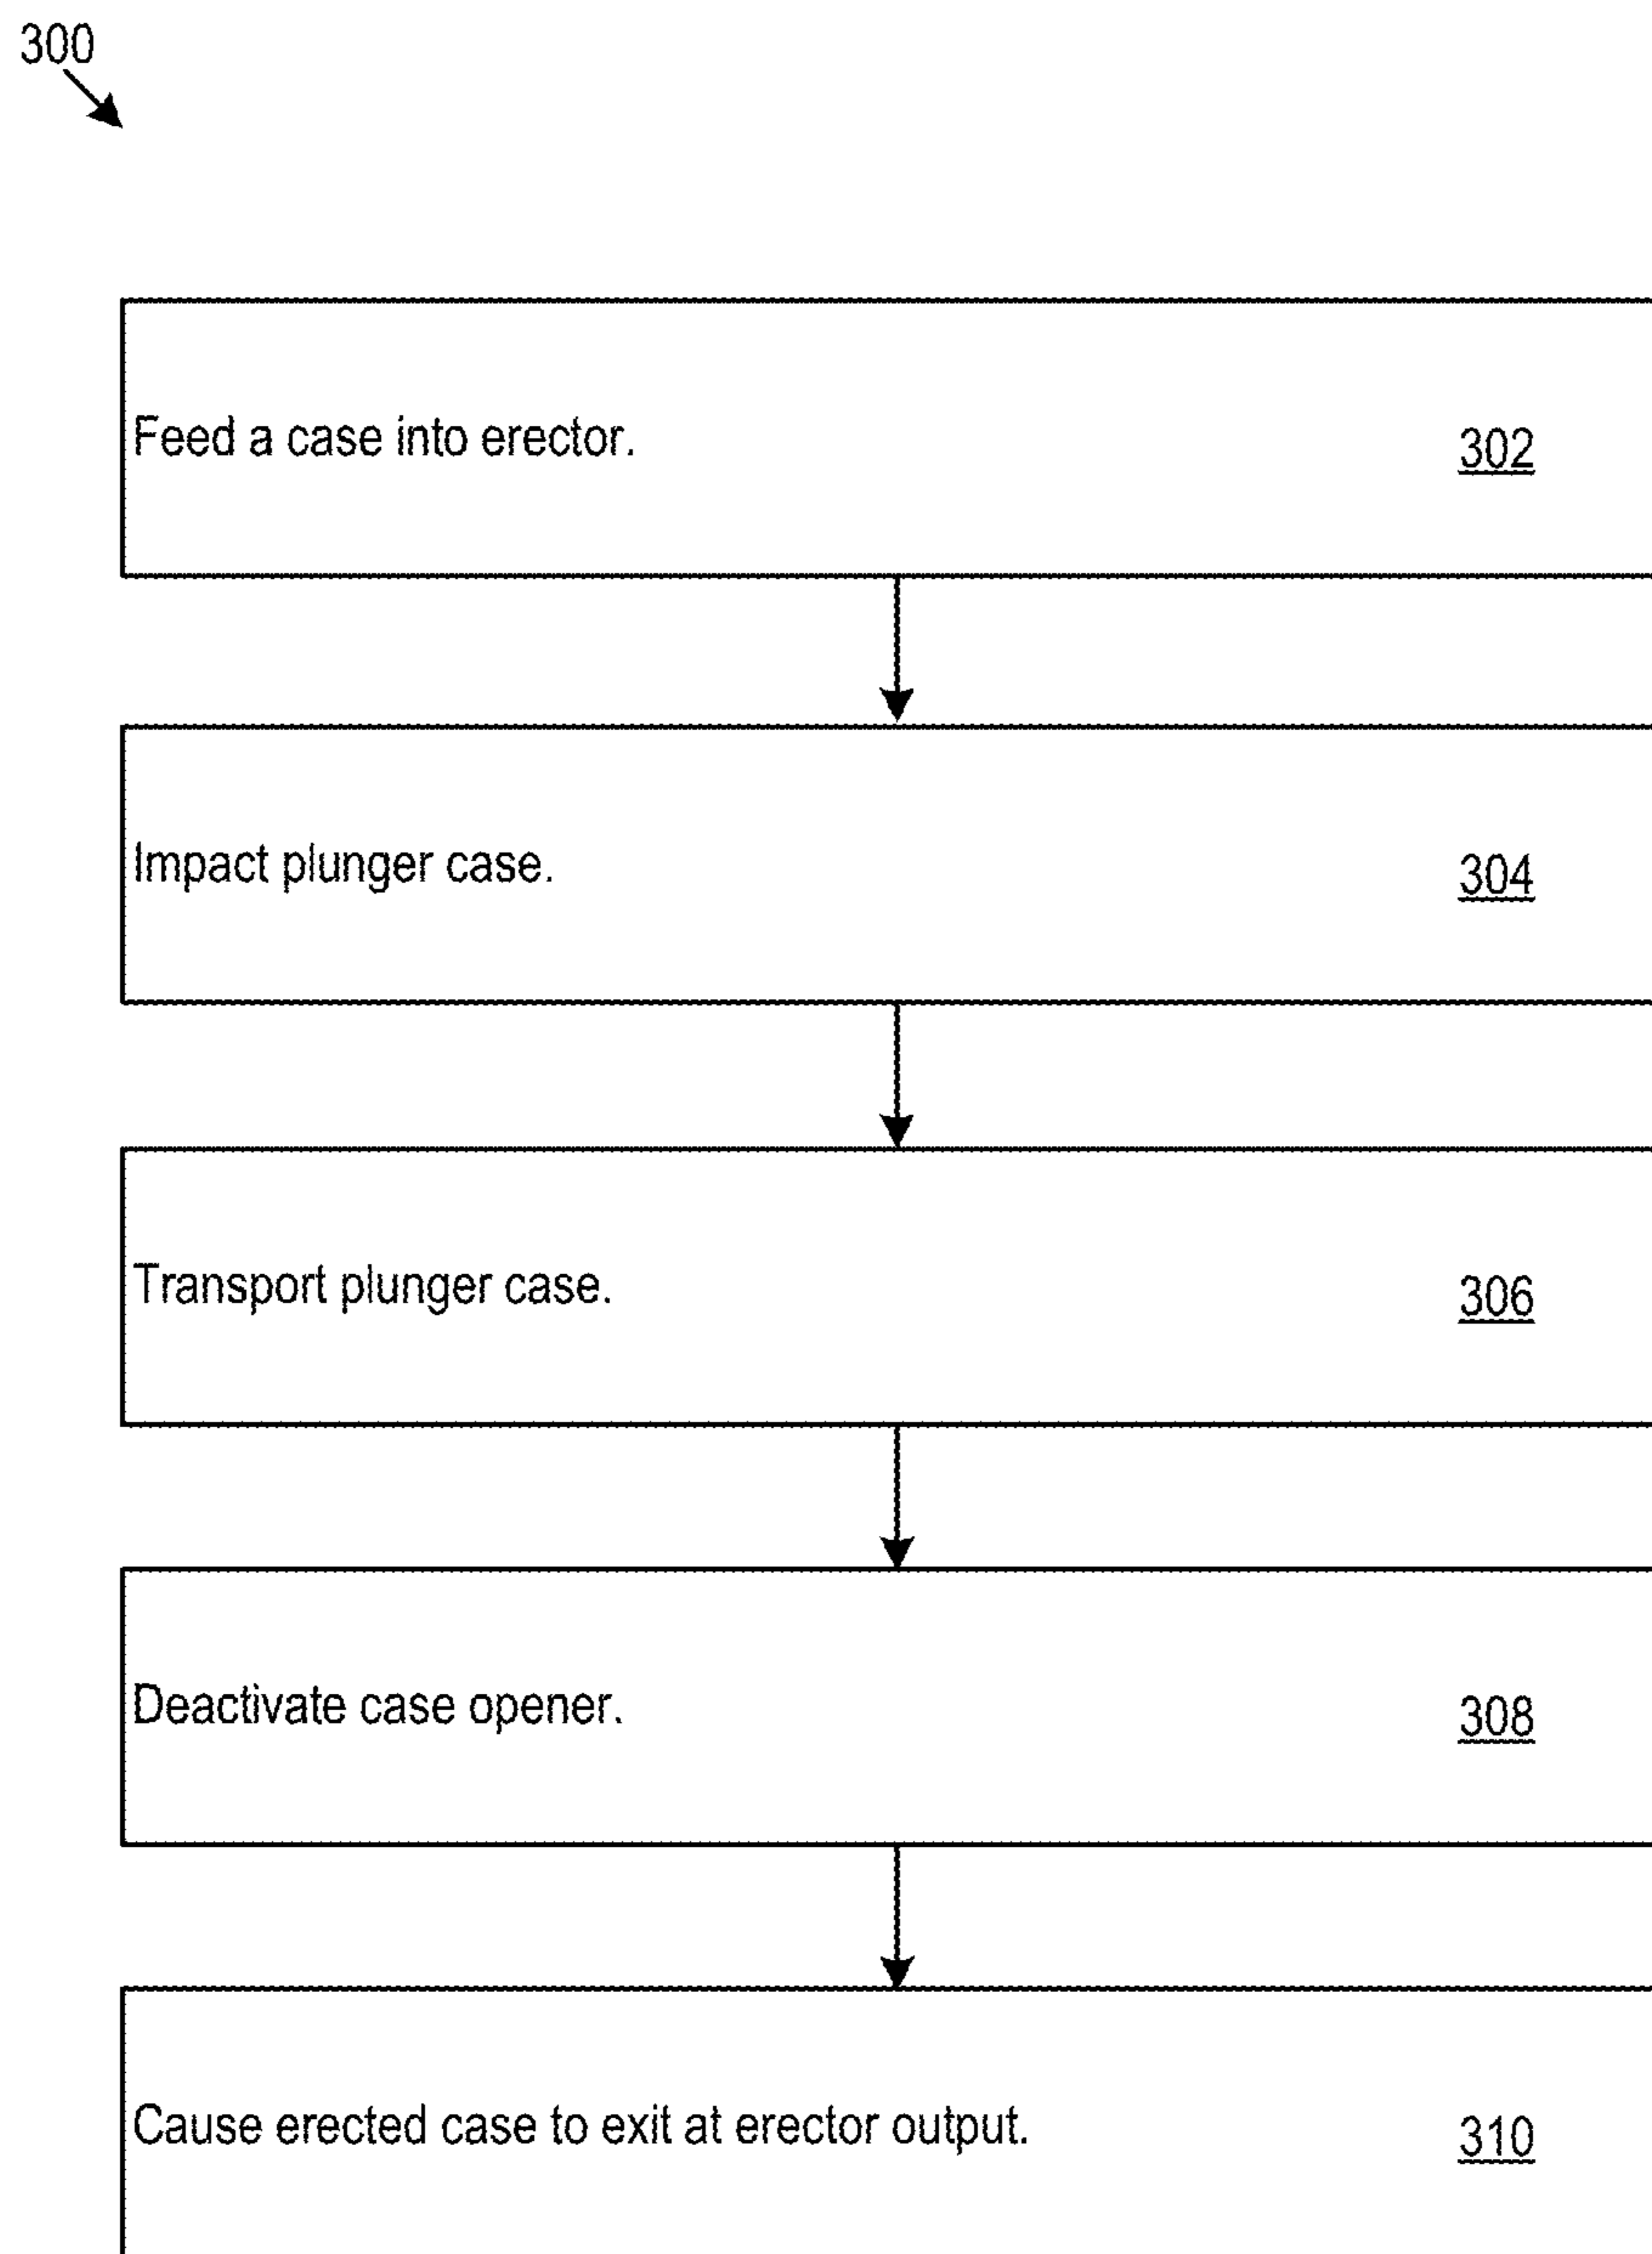 300
Feed a case into erector. 302
Impact plunger case. 304
Transport plunger case. 306
Deactivate case opener. 308
Cause erected case to exit at erector output. 310